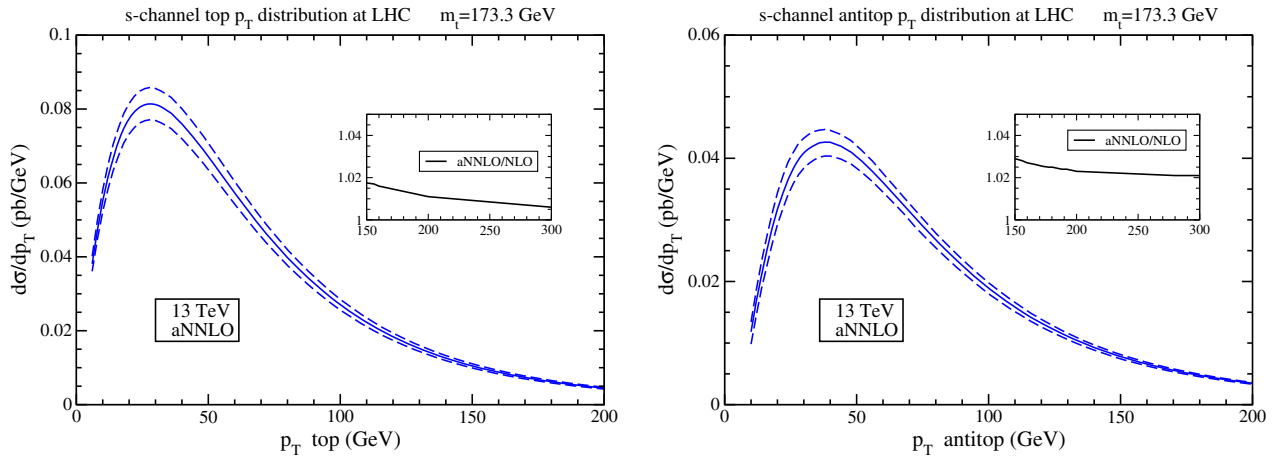 s-channel top p_T distribution at LHC m_t=173.3 GeV
0.1
0.08
0.06
0.04
0.02
0
dσ/dp_T (pb/GeV)
0 50 100 150 200
p_T top (GeV)
13 TeV
aNNLO
1.04
1.02
1
150 200 250 300
aNNLO/NLO
s-channel antitop p_T distribution at LHC m_t=173.3 GeV
0.06
0.04
0.02
0
dσ/dp_T (pb/GeV)
0 50 100 150 200
p_T antitop (GeV)
13 TeV
aNNLO
1.04
1.02
1
150 200 250 300
aNNLO/NLO